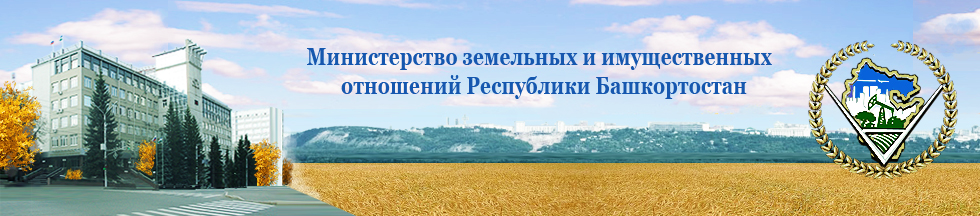 Министерство земельных и имущественных
отношений Республики Башкортостан